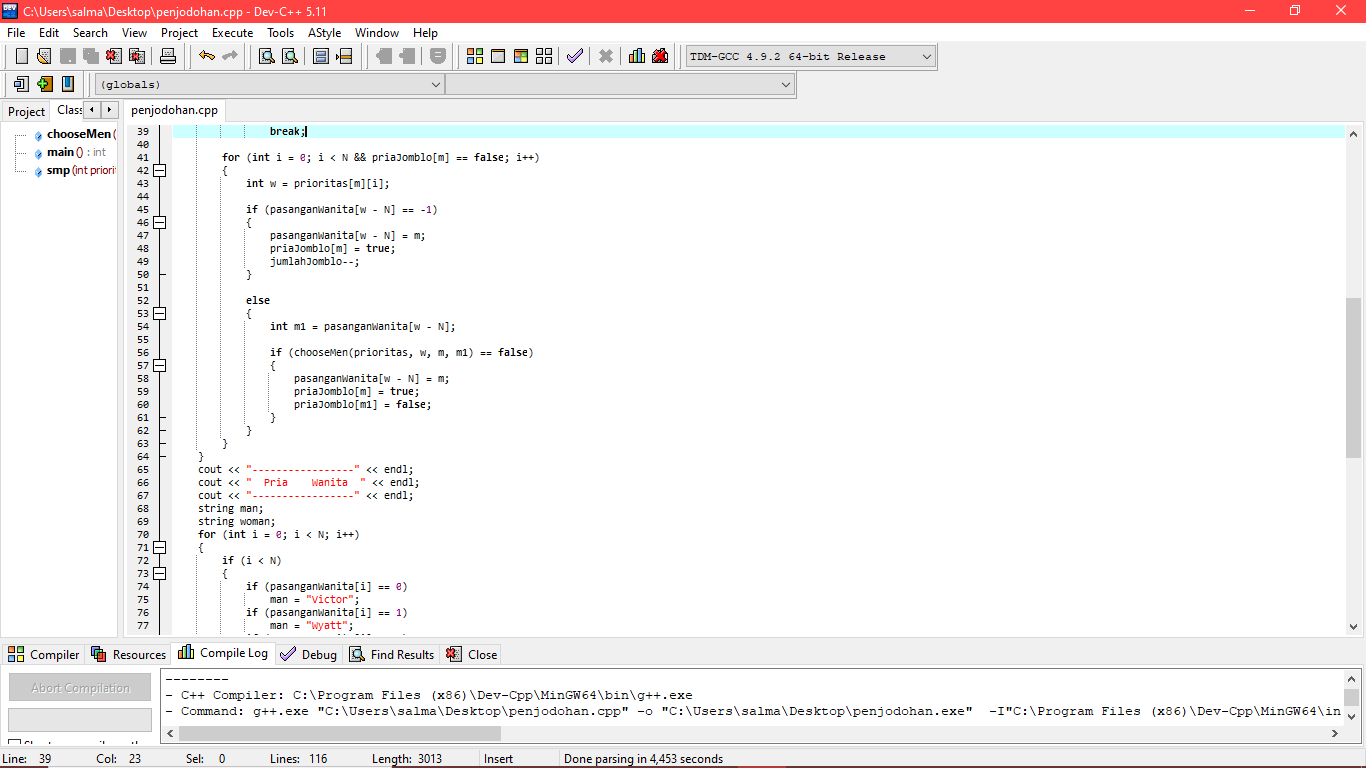 C:\Users\salma\Desktop\penjodohan.cpp - Dev-C++ 5.11
File Edit Search View Project Execute Tools AStyle Window Help
TDM-GCC 4.9.2 64-bit Release
(globals)
Project Clas penjodohan.cpp
chooseMen (
main () : int
smp (int priorit
39 break;
40
41 for (int i = 0; i < N && priaJomblo[m] == false; i++)
42 {
43 int w = prioritas[m][i];
44
45 if (pasanganWanita[w - N] == -1)
46 {
47 pasanganWanita[w - N] = m;
48 priaJomblo[m] = true;
49 jumlahJomblo--;
50 }
51
52 else
53 {
54 int m1 = pasanganWanita[w - N];
55
56 if (chooseMen(prioritas, w, m, m1) == false)
57 {
58 pasanganWanita[w - N] = m;
59 priaJomblo[m] = true;
60 priaJomblo[m1] = false;
61 }
62 }
63 }
64 }
65 cout << "-----------------" << endl;
66 cout << "  Pria    Wanita  " << endl;
67 cout << "-----------------" << endl;
68 string man;
69 string woman;
70 for (int i = 0; i < N; i++)
71 {
72 if (i < N)
73 {
74 if (pasanganWanita[i] == 0)
75 man = "Victor";
76 if (pasanganWanita[i] == 1)
77 man = "Wyatt";
Compiler Resources Compile Log Debug Find Results Close
Abort Compilation
--------
- C++ Compiler: C:\Program Files (x86)\Dev-Cpp\MinGW64\bin\g++.exe
- Command: g++.exe "C:\Users\salma\Desktop\penjodohan.cpp" -o "C:\Users\salma\Desktop\penjodohan.exe" -I"C:\Program Files (x86)\Dev-Cpp\MinGW64\in
Line: 39 Col: 23 Sel: 0 Lines: 116 Length: 3013 Insert Done parsing in 4,453 seconds